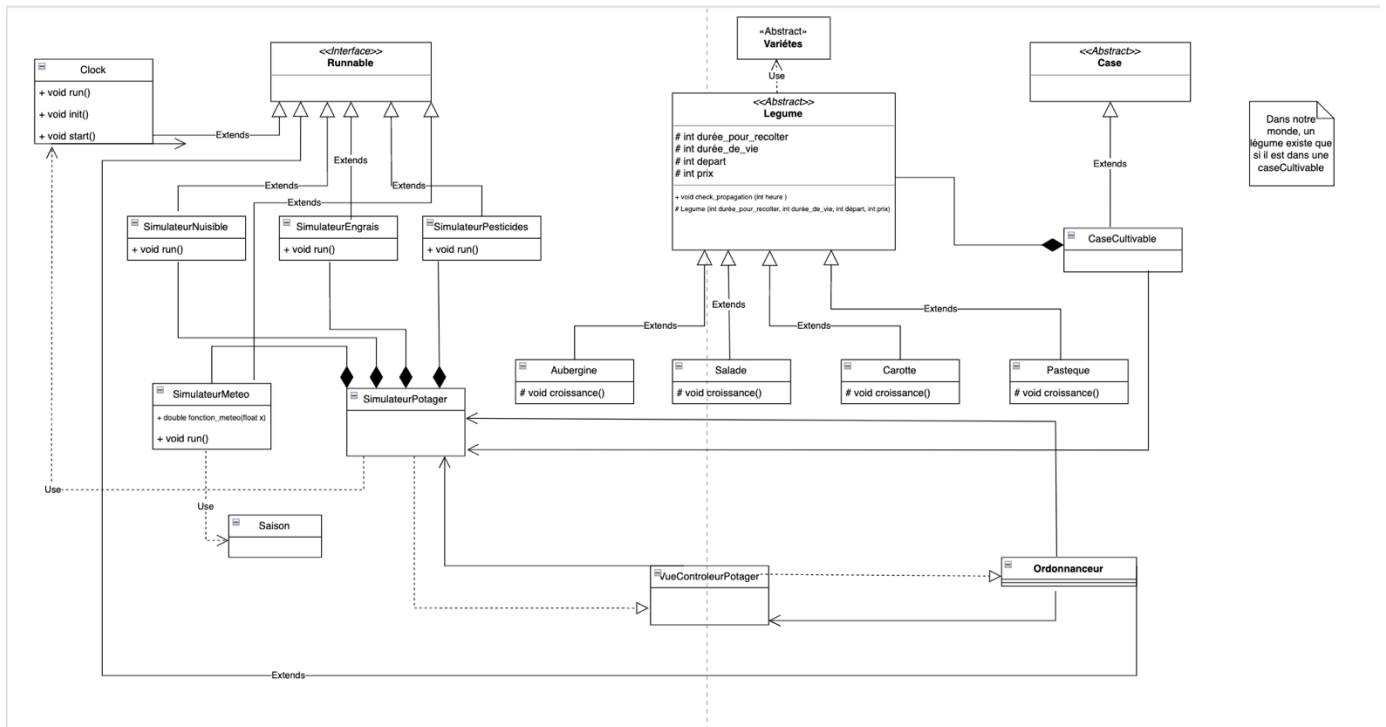 Clock
+ void run()
+ void init()
+ void start()
<<Interface>>
Runnable
Extends
Extends
Extends
Extends
Extends
Extends
SimulateurNuisible
+ void run()
SimulateurEngrais
+ void run()
SimulateurPesticides
+ void run()
SimulateurMeteo
+ double fonction_meteo(float x)
+ void run()
SimulateurPotager
Use
Use
Saison
«Abstract»
Variétes
Use
<<Abstract>>
Legume
# int durée_pour_recolter
# int durée_de_vie
# int depart
# int prix
+ void check_propagation (int heure )
# Legume (int durée_pour_recolter, int durée_de_vie, int départ, int prix)
<<Abstract>>
Case
Extends
CaseCultivable
Dans notre
monde, un
légume existe que
si il est dans une
caseCultivable
Extends
Extends
Extends
Extends
Aubergine
# void croissance()
Salade
# void croissance()
Carotte
# void croissance()
Pasteque
# void croissance()
VueControleurPotager
Ordonnanceur
Extends